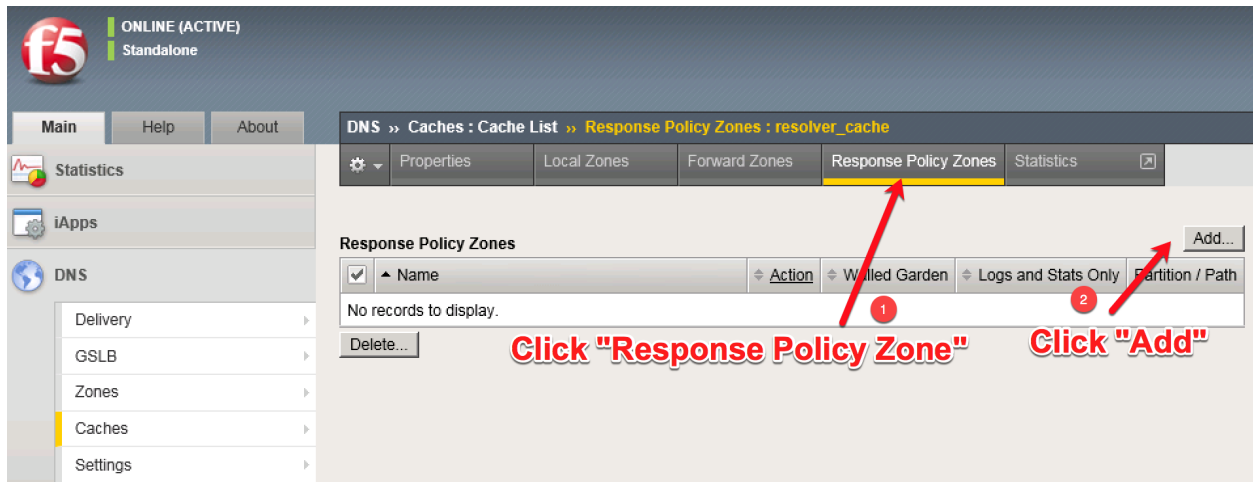 f5
ONLINE (ACTIVE)
Standalone
Main Help About
DNS ›› Caches : Cache List ›› Response Policy Zones : resolver_cache
Properties Local Zones Forward Zones Response Policy Zones Statistics
Statistics
iApps
DNS
Delivery
GSLB
Zones
Caches
Settings
Response Policy Zones
Add...
Name Action Walled Garden Logs and Stats Only Partition / Path
No records to display.
Delete...
1
Click "Response Policy Zone"
2
Click "Add"